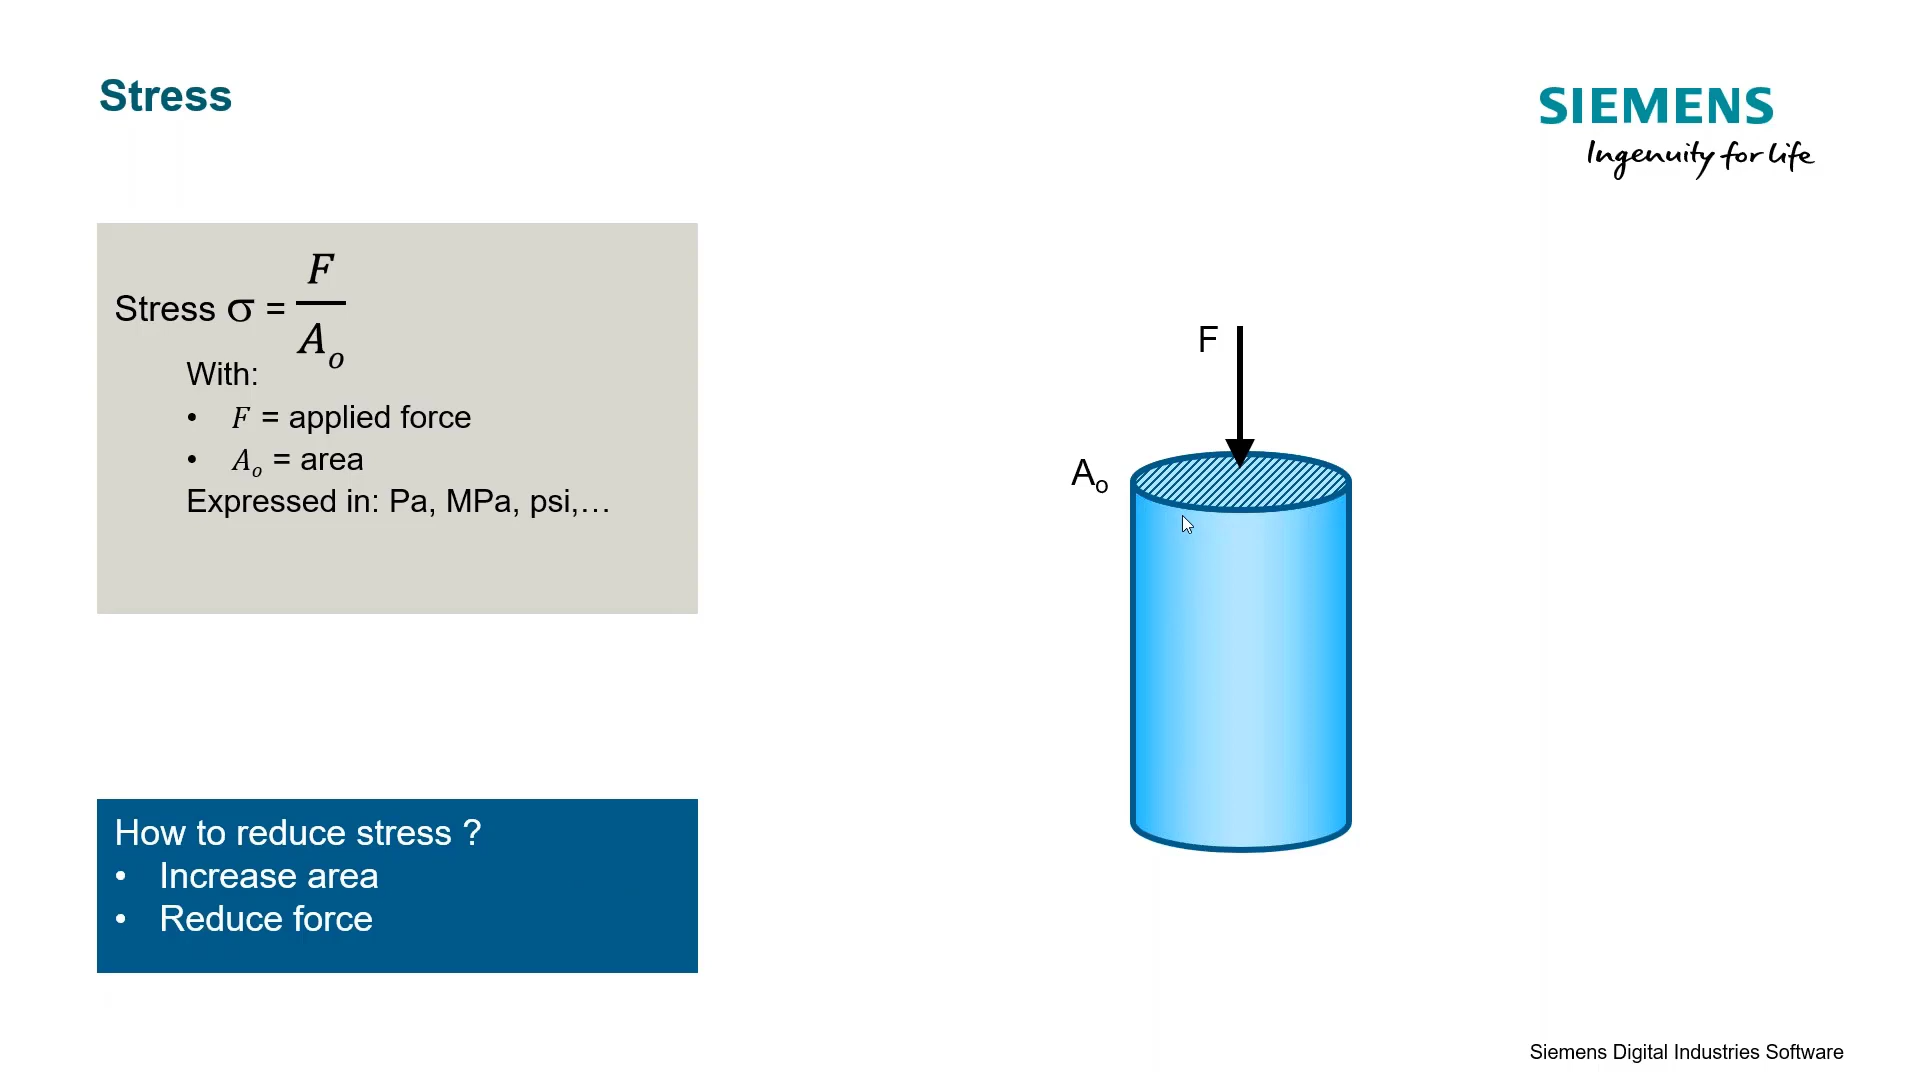 Stress
SIEMENS
Ingenuity for life
Stress σ = F / Aₒ
With:
• F = applied force
• Aₒ = area
Expressed in: Pa, MPa, psi,…
F
Aₒ
How to reduce stress ?
• Increase area
• Reduce force
Siemens Digital Industries Software